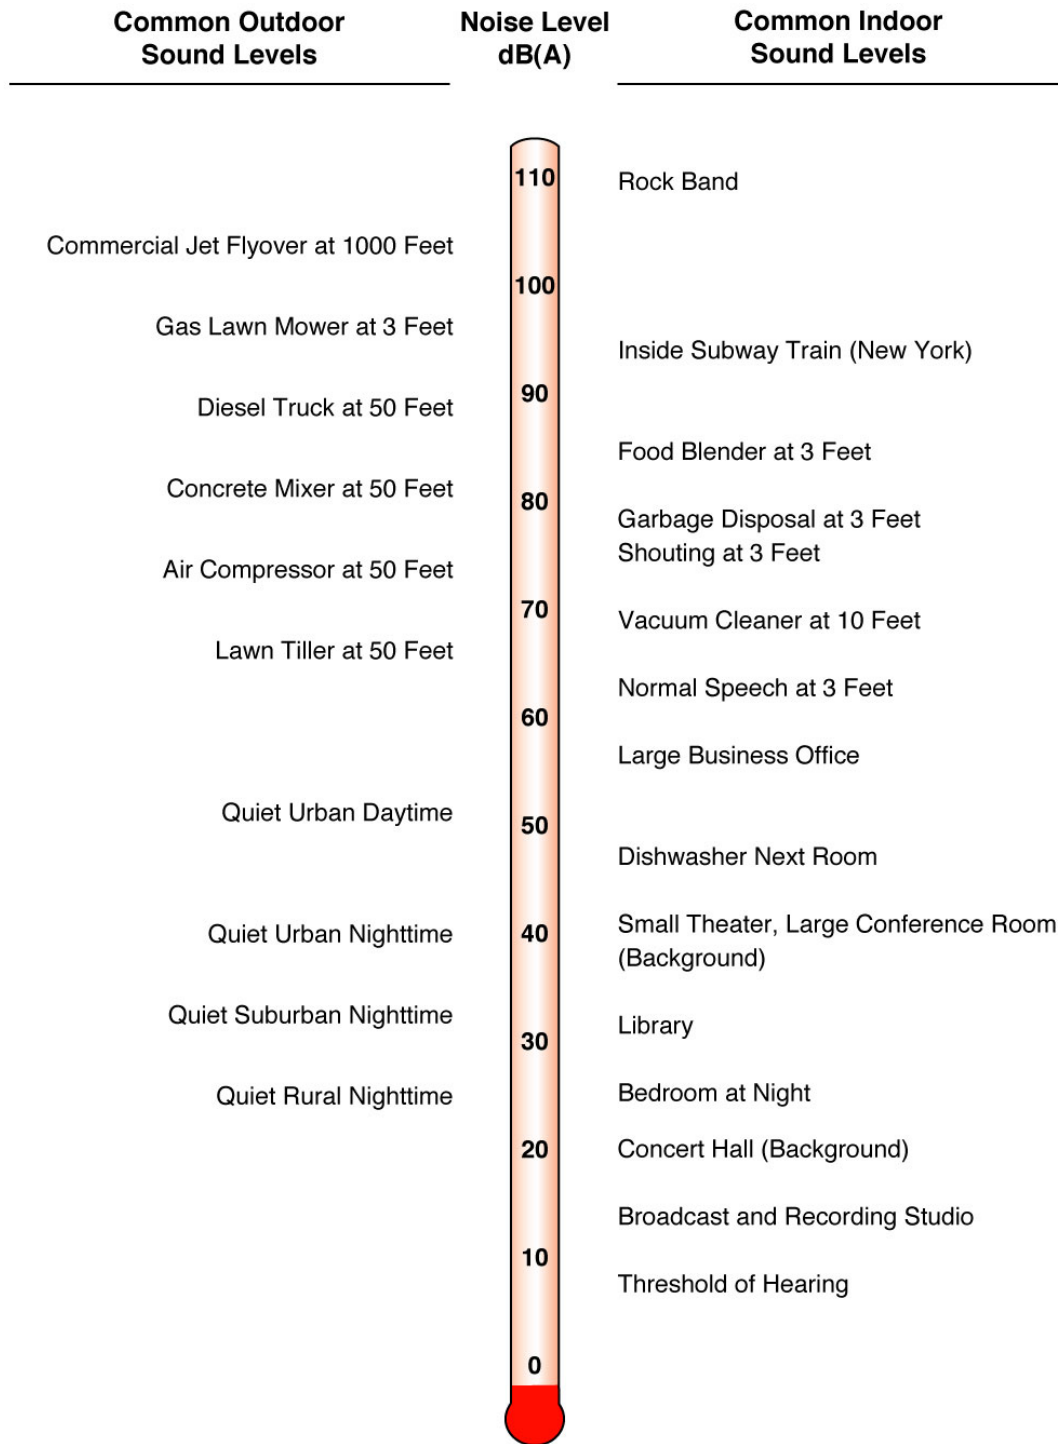 Common Outdoor
Sound Levels
Noise Level
dB(A)
Common Indoor
Sound Levels
110
Rock Band
Commercial Jet Flyover at 1000 Feet
100
Gas Lawn Mower at 3 Feet
Inside Subway Train (New York)
90
Diesel Truck at 50 Feet
Food Blender at 3 Feet
Concrete Mixer at 50 Feet
80
Garbage Disposal at 3 Feet
Shouting at 3 Feet
Air Compressor at 50 Feet
70
Vacuum Cleaner at 10 Feet
Lawn Tiller at 50 Feet
Normal Speech at 3 Feet
60
Large Business Office
Quiet Urban Daytime
50
Dishwasher Next Room
Quiet Urban Nighttime
40
Small Theater, Large Conference Room
(Background)
Quiet Suburban Nighttime
Library
30
Quiet Rural Nighttime
Bedroom at Night
20
Concert Hall (Background)
Broadcast and Recording Studio
10
Threshold of Hearing
0